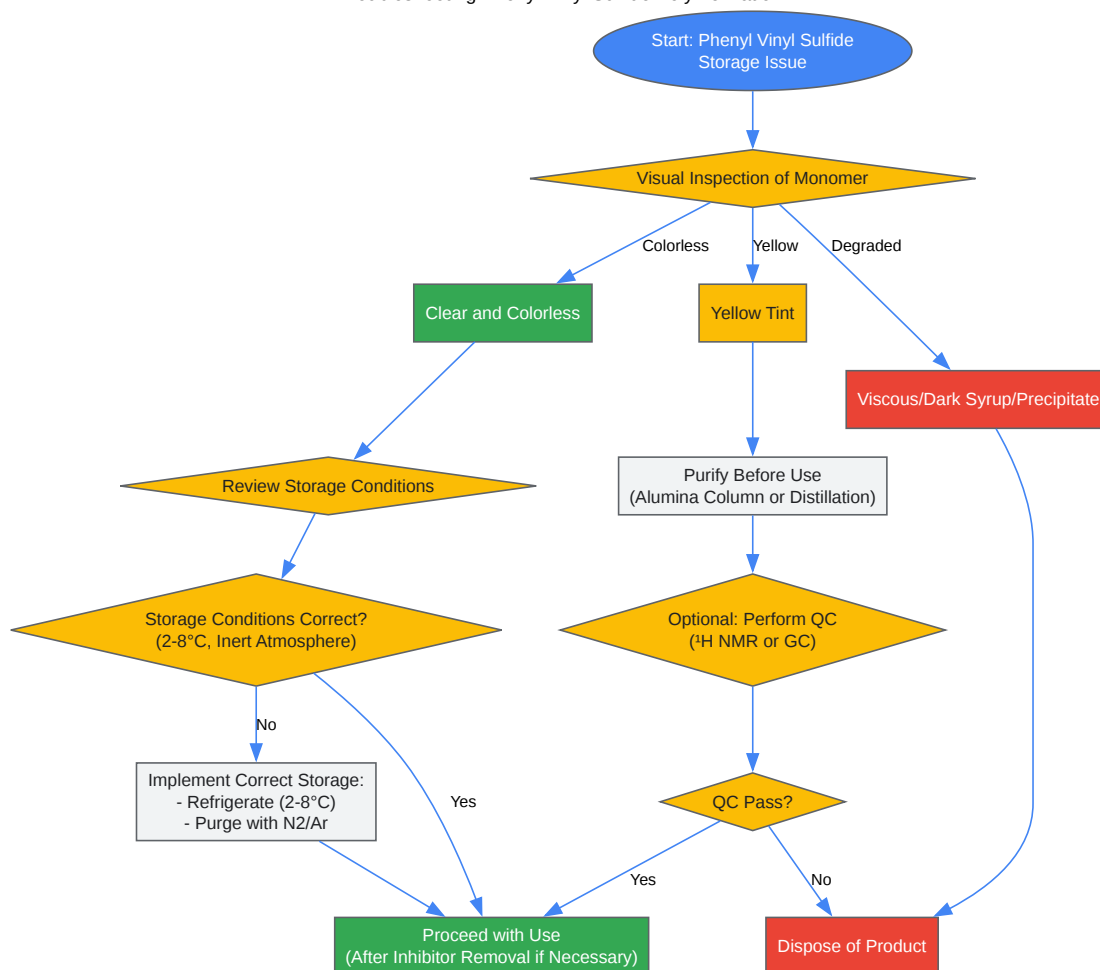 Start: Phenyl Vinyl Sulfide
Storage Issue
Visual Inspection of Monomer
Colorless
Yellow
Degraded
Clear and Colorless
Yellow Tint
Viscous/Dark Syrup/Precipitate
Review Storage Conditions
Purify Before Use
(Alumina Column or Distillation)
Storage Conditions Correct?
(2-8°C, Inert Atmosphere)
Optional: Perform QC
(¹H NMR or GC)
No
Implement Correct Storage:
- Refrigerate (2-8°C)
- Purge with N2/Ar
Yes
QC Pass?
Yes
No
Proceed with Use
(After Inhibitor Removal if Necessary)
Dispose of Product